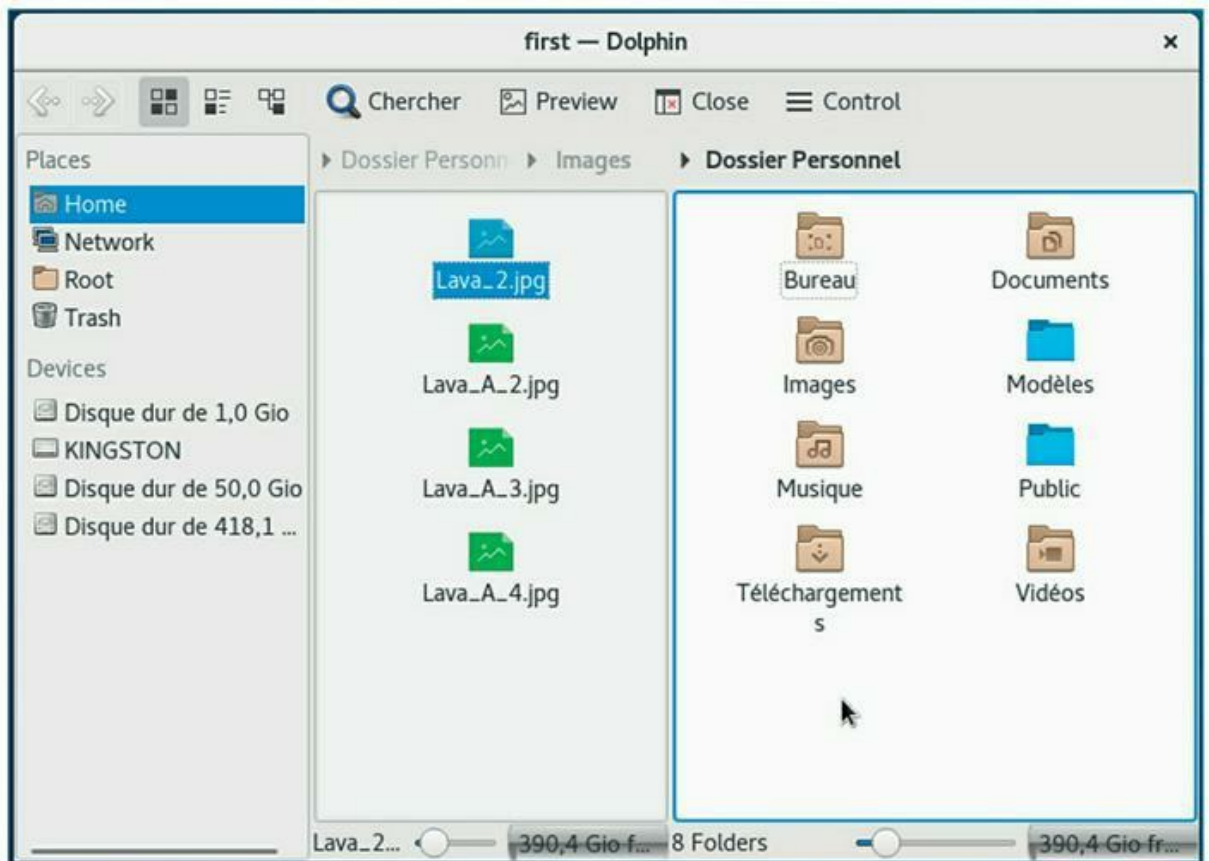 first — Dolphin
Chercher Preview Close Control
Places
Home
Network
Root
Trash
Devices
Disque dur de 1,0 Gio
KINGSTON
Disque dur de 50,0 Gio
Disque dur de 418,1 ...
Dossier Personn Images
Lava_2.jpg
Lava_A_2.jpg
Lava_A_3.jpg
Lava_A_4.jpg
Lava_2... 390,4 Gio f...
Dossier Personnel
Bureau Documents
Images Modèles
Musique Public
Téléchargement Vidéos
s
8 Folders 390,4 Gio fr...